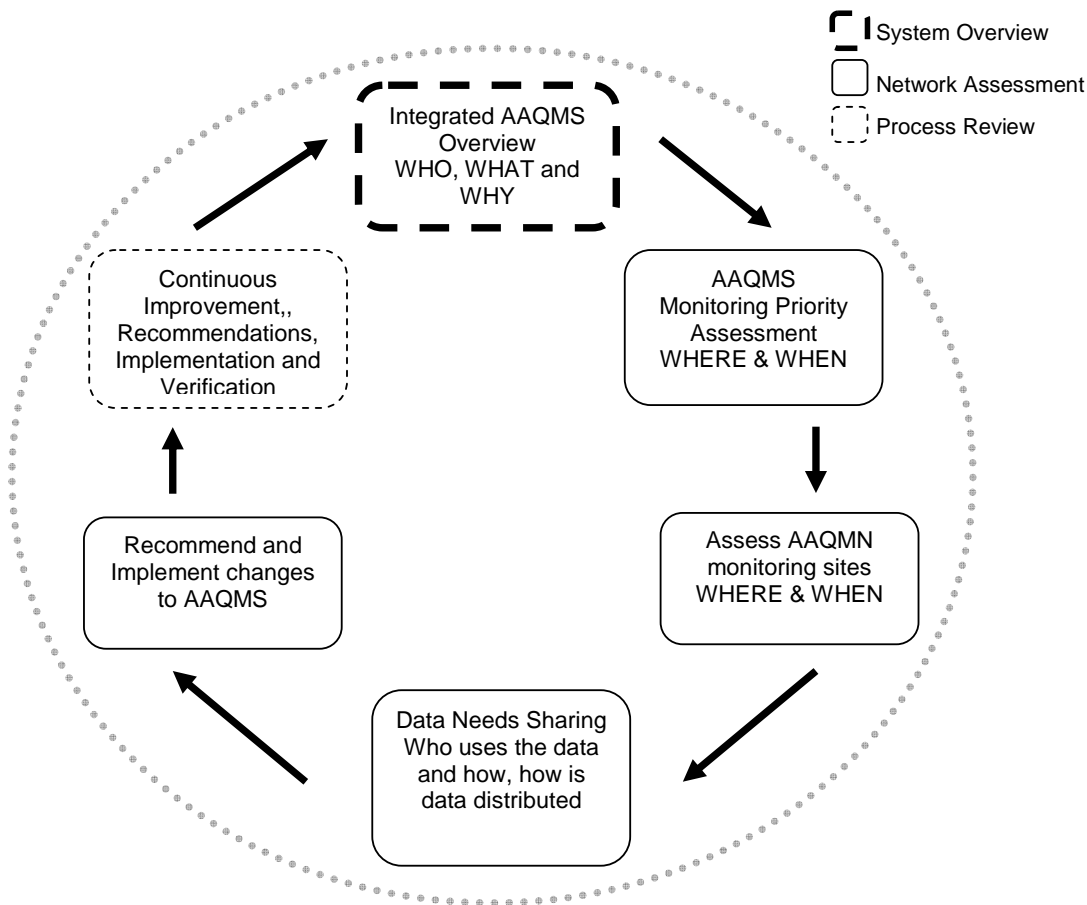 System Overview
Network Assessment
Process Review
Integrated AAQMS
Overview
WHO, WHAT and
WHY
AAQMS
Monitoring Priority
Assessment
WHERE & WHEN
Assess AAQMN
monitoring sites
WHERE & WHEN
Data Needs Sharing
Who uses the data
and how, how is
data distributed
Recommend and
Implement changes
to AAQMS
Continuous
Improvement,,
Recommendations,
Implementation and
Verification